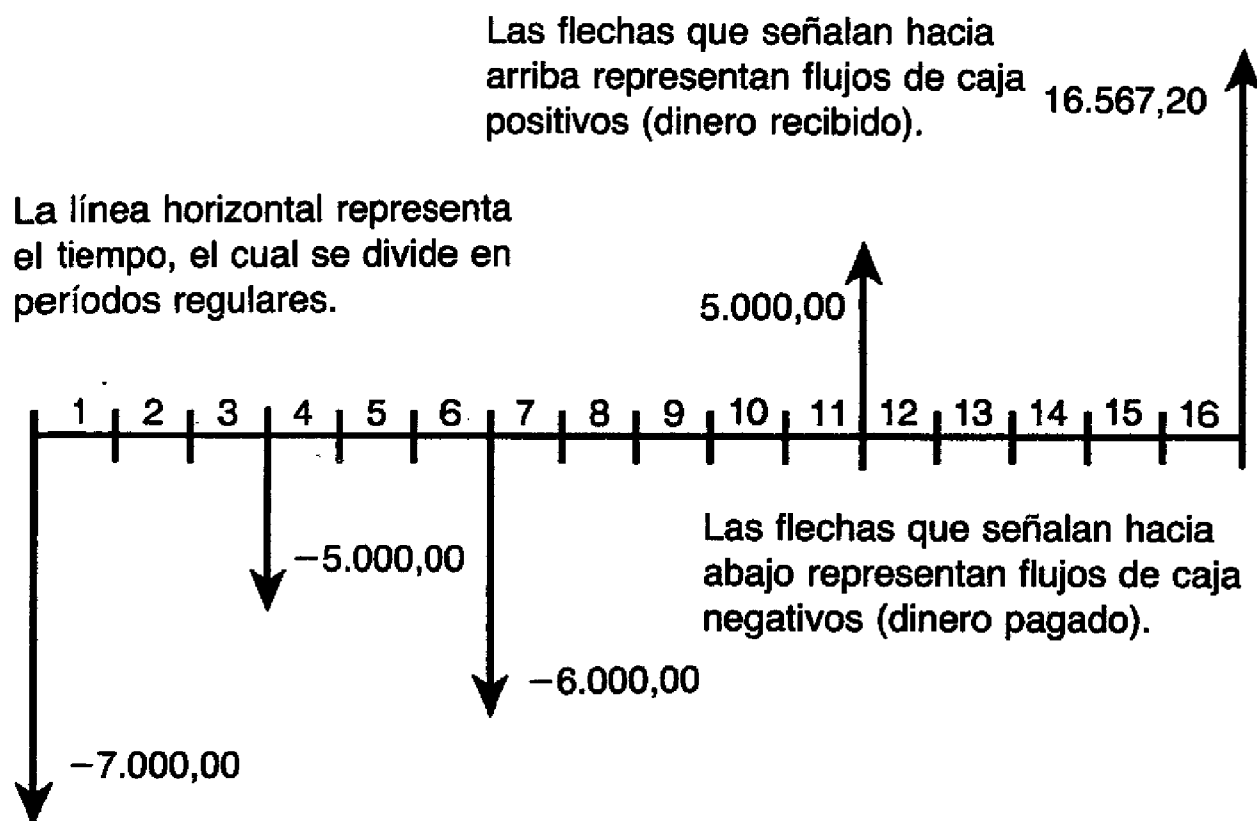 Las flechas que señalan hacia
arriba representan flujos de caja
positivos (dinero recibido).
16.567,20
La línea horizontal representa
el tiempo, el cual se divide en
períodos regulares.
5.000,00
1 2 3 4 5 6 7 8 9 10 11 12 13 14 15 16
−5.000,00
Las flechas que señalan hacia
abajo representan flujos de caja
negativos (dinero pagado).
−6.000,00
−7.000,00